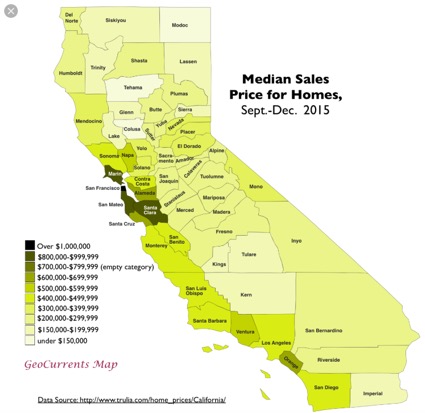 Median Sales
Price for Homes,
Sept.-Dec. 2015
Del
Norte
Siskiyou
Modoc
Humboldt
Trinity
Shasta
Lassen
Tehama
Plumas
Mendocino
Glenn
Butte
Sierra
Lake
Colusa
Sutter
Yuba
Nevada
Placer
Sonoma
Napa
Yolo
El Dorado
Alpine
Sacra-
mento
Amador
Marin
Solano
Calaveras
Contra
Costa
San
Joaquin
Tuolumne
San Francisco
Alameda
Mono
San Mateo
Santa
Clara
Stanislaus
Mariposa
Merced
Madera
Santa Cruz
San
Benito
Fresno
Monterey
Inyo
Kings
Tulare
San Luis
Obispo
Kern
Santa Barbara
Ventura
Los Angeles
San Bernardino
Orange
Riverside
San Diego
Imperial
Over $1,000,000
$800,000-$999,999
$700,000-$799,999 (empty category)
$600,000-$699,999
$500,000-$599,999
$400,000-$499,999
$300,000-$399,999
$200,000-$299,999
$150,000-$199,999
under $150,000
GeoCurrents Map
Data Source: http://www.trulia.com/home_prices/California/